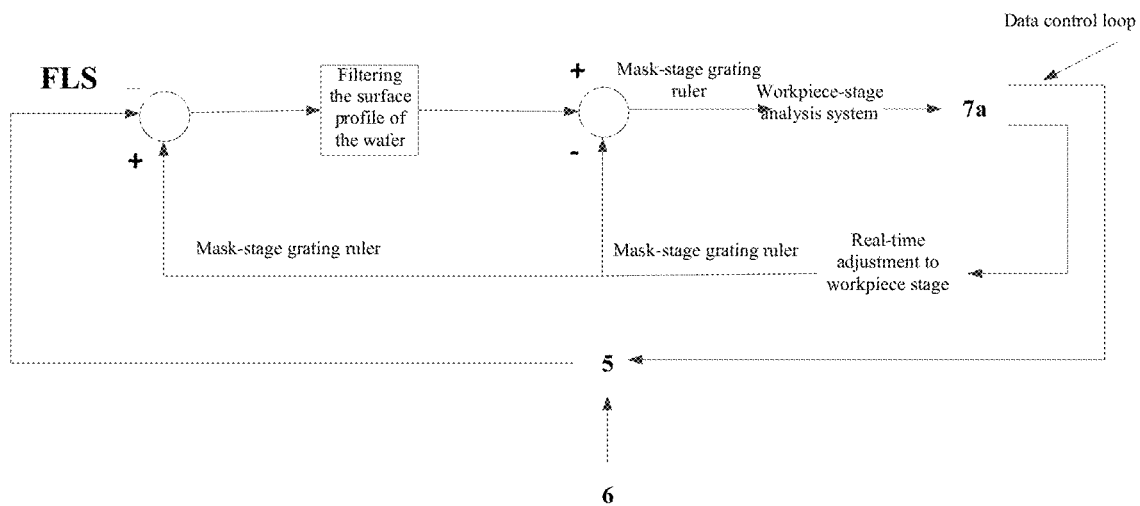 Data control loop
FLS
+
Filtering
the surface
profile of
the wafer
+
-
Mask-stage grating
ruler
Workpiece-stage
analysis system
7a
Mask-stage grating ruler
Mask-stage grating ruler
Real-time
adjustment to
workpiece stage
5
6